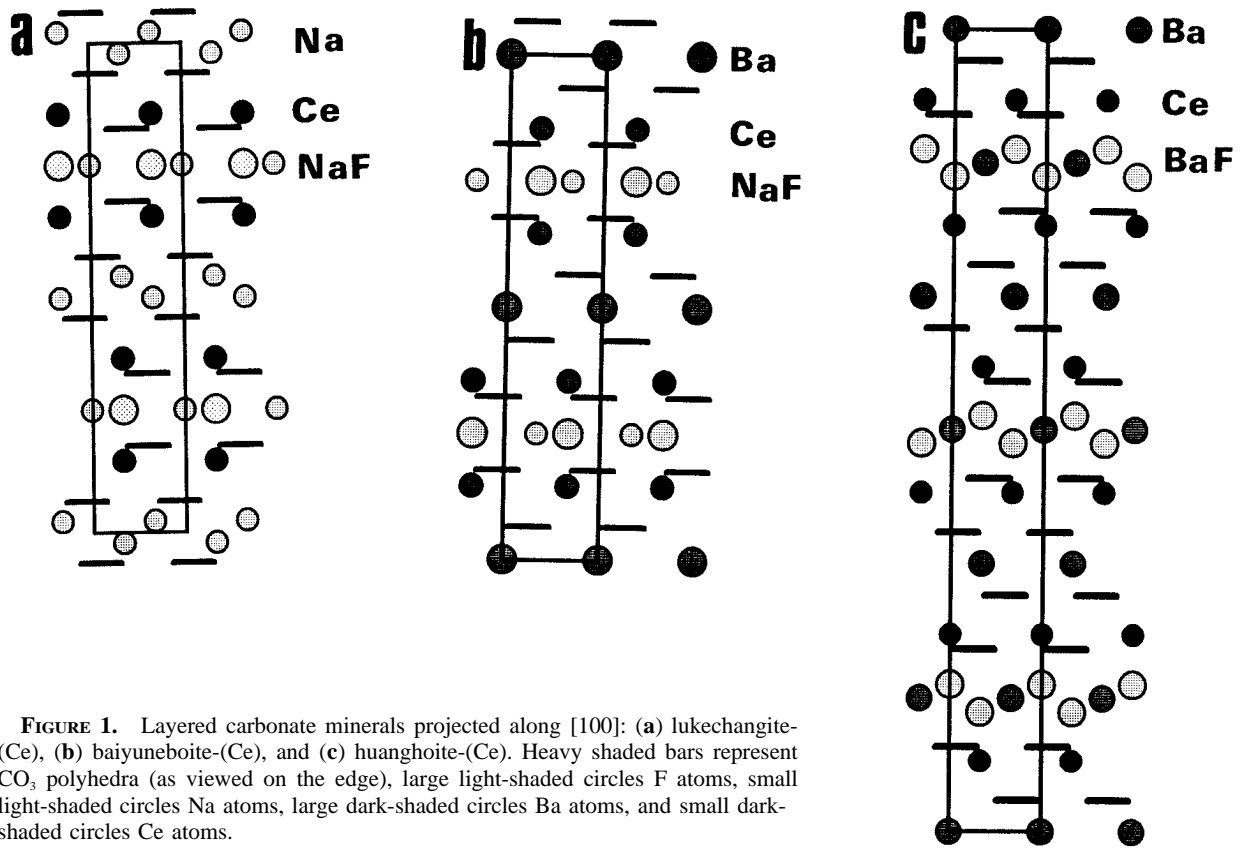 a
Na
Ce
NaF
b
Ba
Ce
NaF
c
Ba
Ce
BaF
FIGURE 1. Layered carbonate minerals projected along [100]: (a) lukechangite-
(Ce), (b) baiyuneboite-(Ce), and (c) huanghoite-(Ce). Heavy shaded bars represent
CO₃ polyhedra (as viewed on the edge), large light-shaded circles F atoms, small
light-shaded circles Na atoms, large dark-shaded circles Ba atoms, and small dark-
shaded circles Ce atoms.